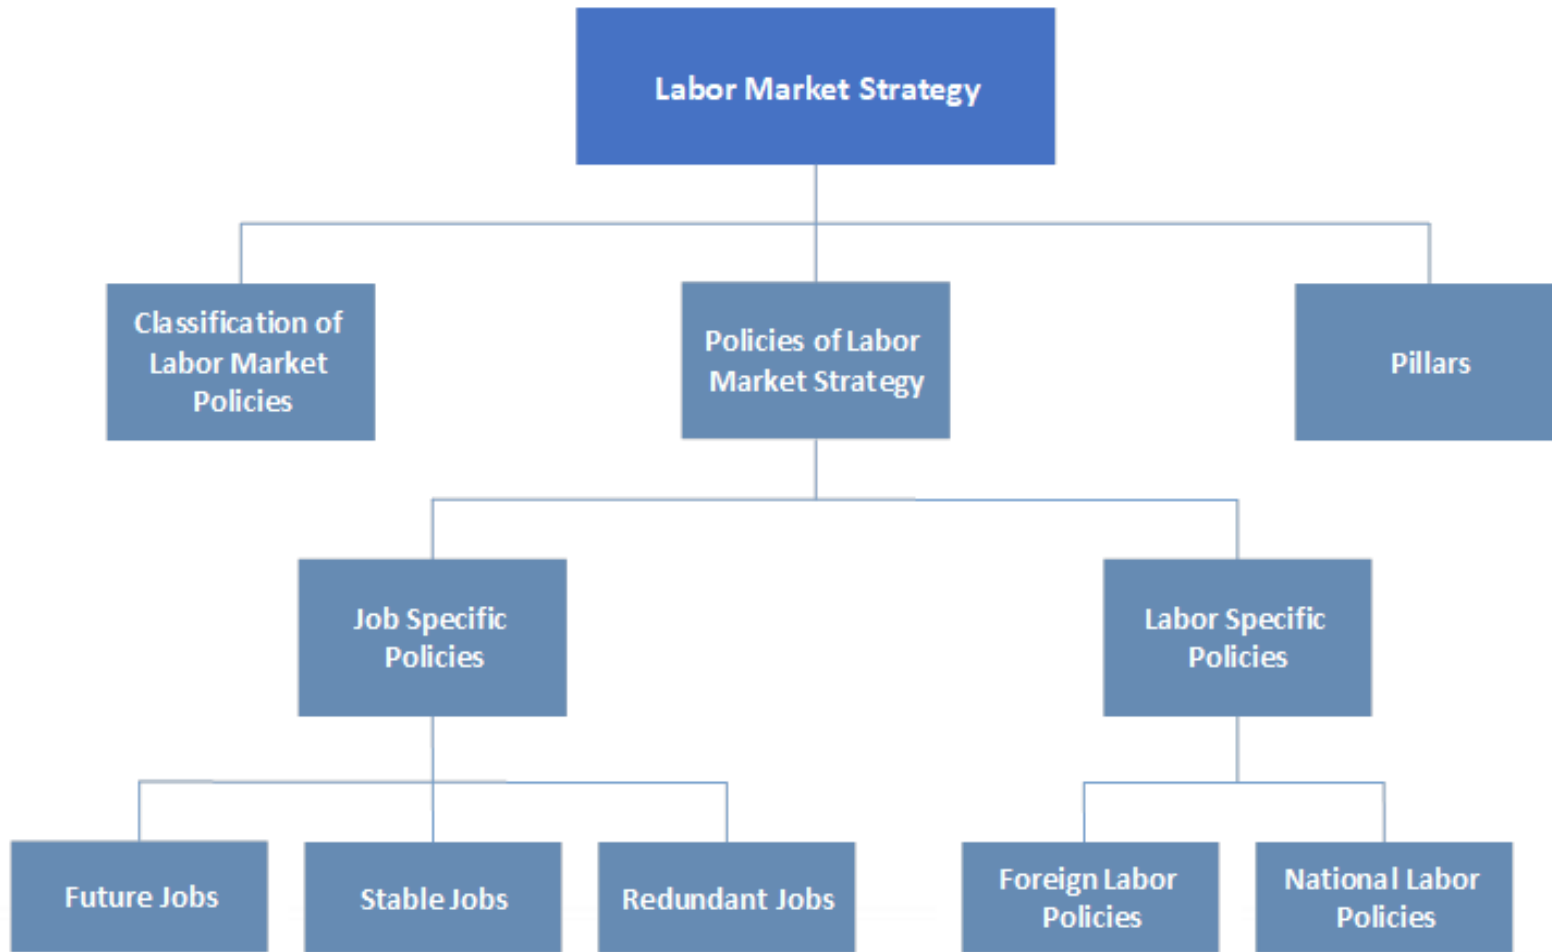 Labor Market Strategy
Classification of
Labor Market
Policies
Policies of Labor
Market Strategy
Pillars
Job Specific
Policies
Labor Specific
Policies
Future Jobs
Stable Jobs
Redundant Jobs
Foreign Labor
Policies
National Labor
Policies